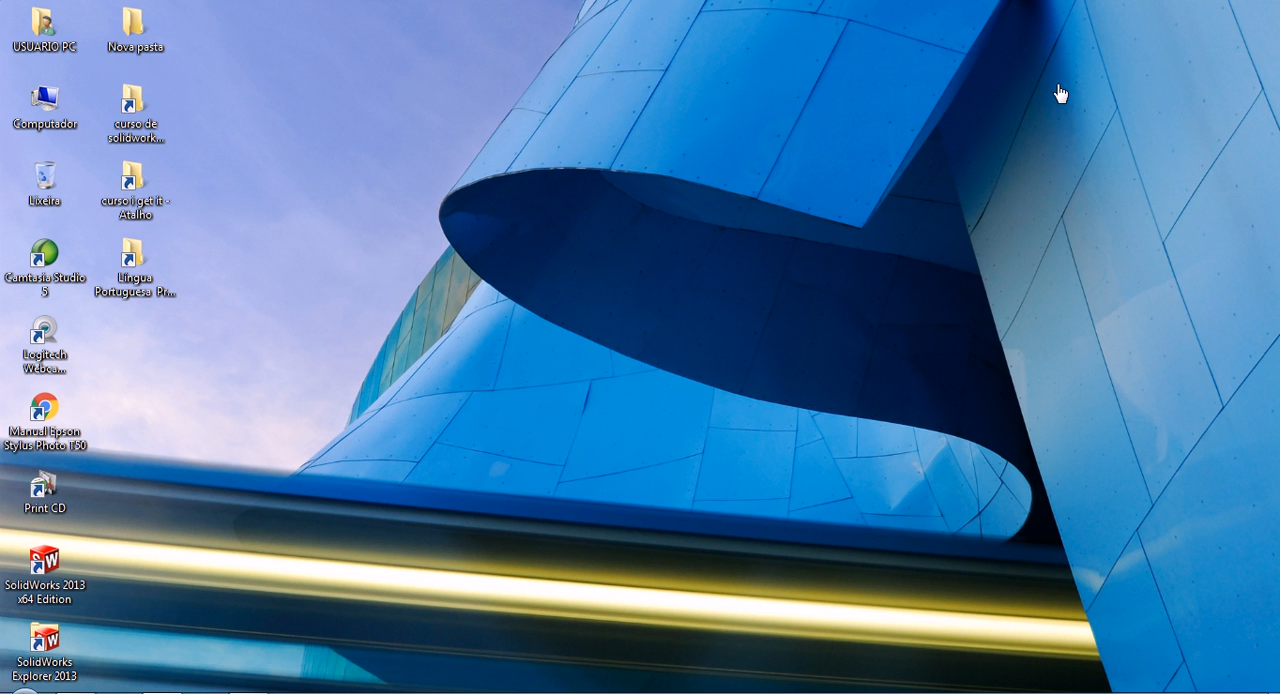 USUARIO PC
Nova pasta
Computador
curso de
solidwork...
Lixeira
curso i get it -
Atalho
Camtasia Studio
5
Língua
Portuguesa Pr...
Logitech
Webca...
Manual Epson
Stylus Photo T50
Print CD
SolidWorks 2013
x64 Edition
SolidWorks
Explorer 2013